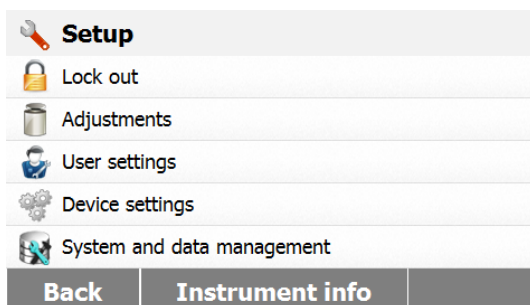 Setup
Lock out
Adjustments
User settings
Device settings
System and data management
Back Instrument info